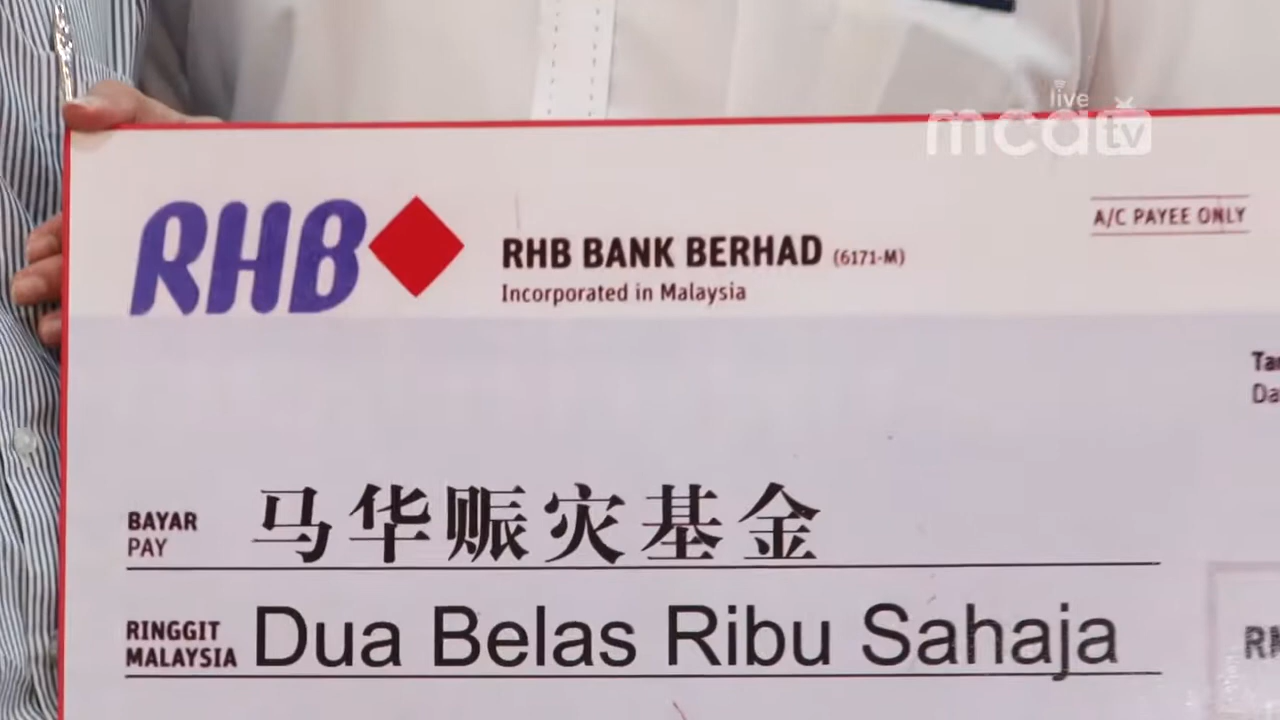 live
mca tv
RHB
RHB BANK BERHAD (6171-M)
Incorporated in Malaysia
A/C PAYEE ONLY
BAYAR
PAY
马华赈灾基金
RINGGIT
MALAYSIA
Dua Belas Ribu Sahaja